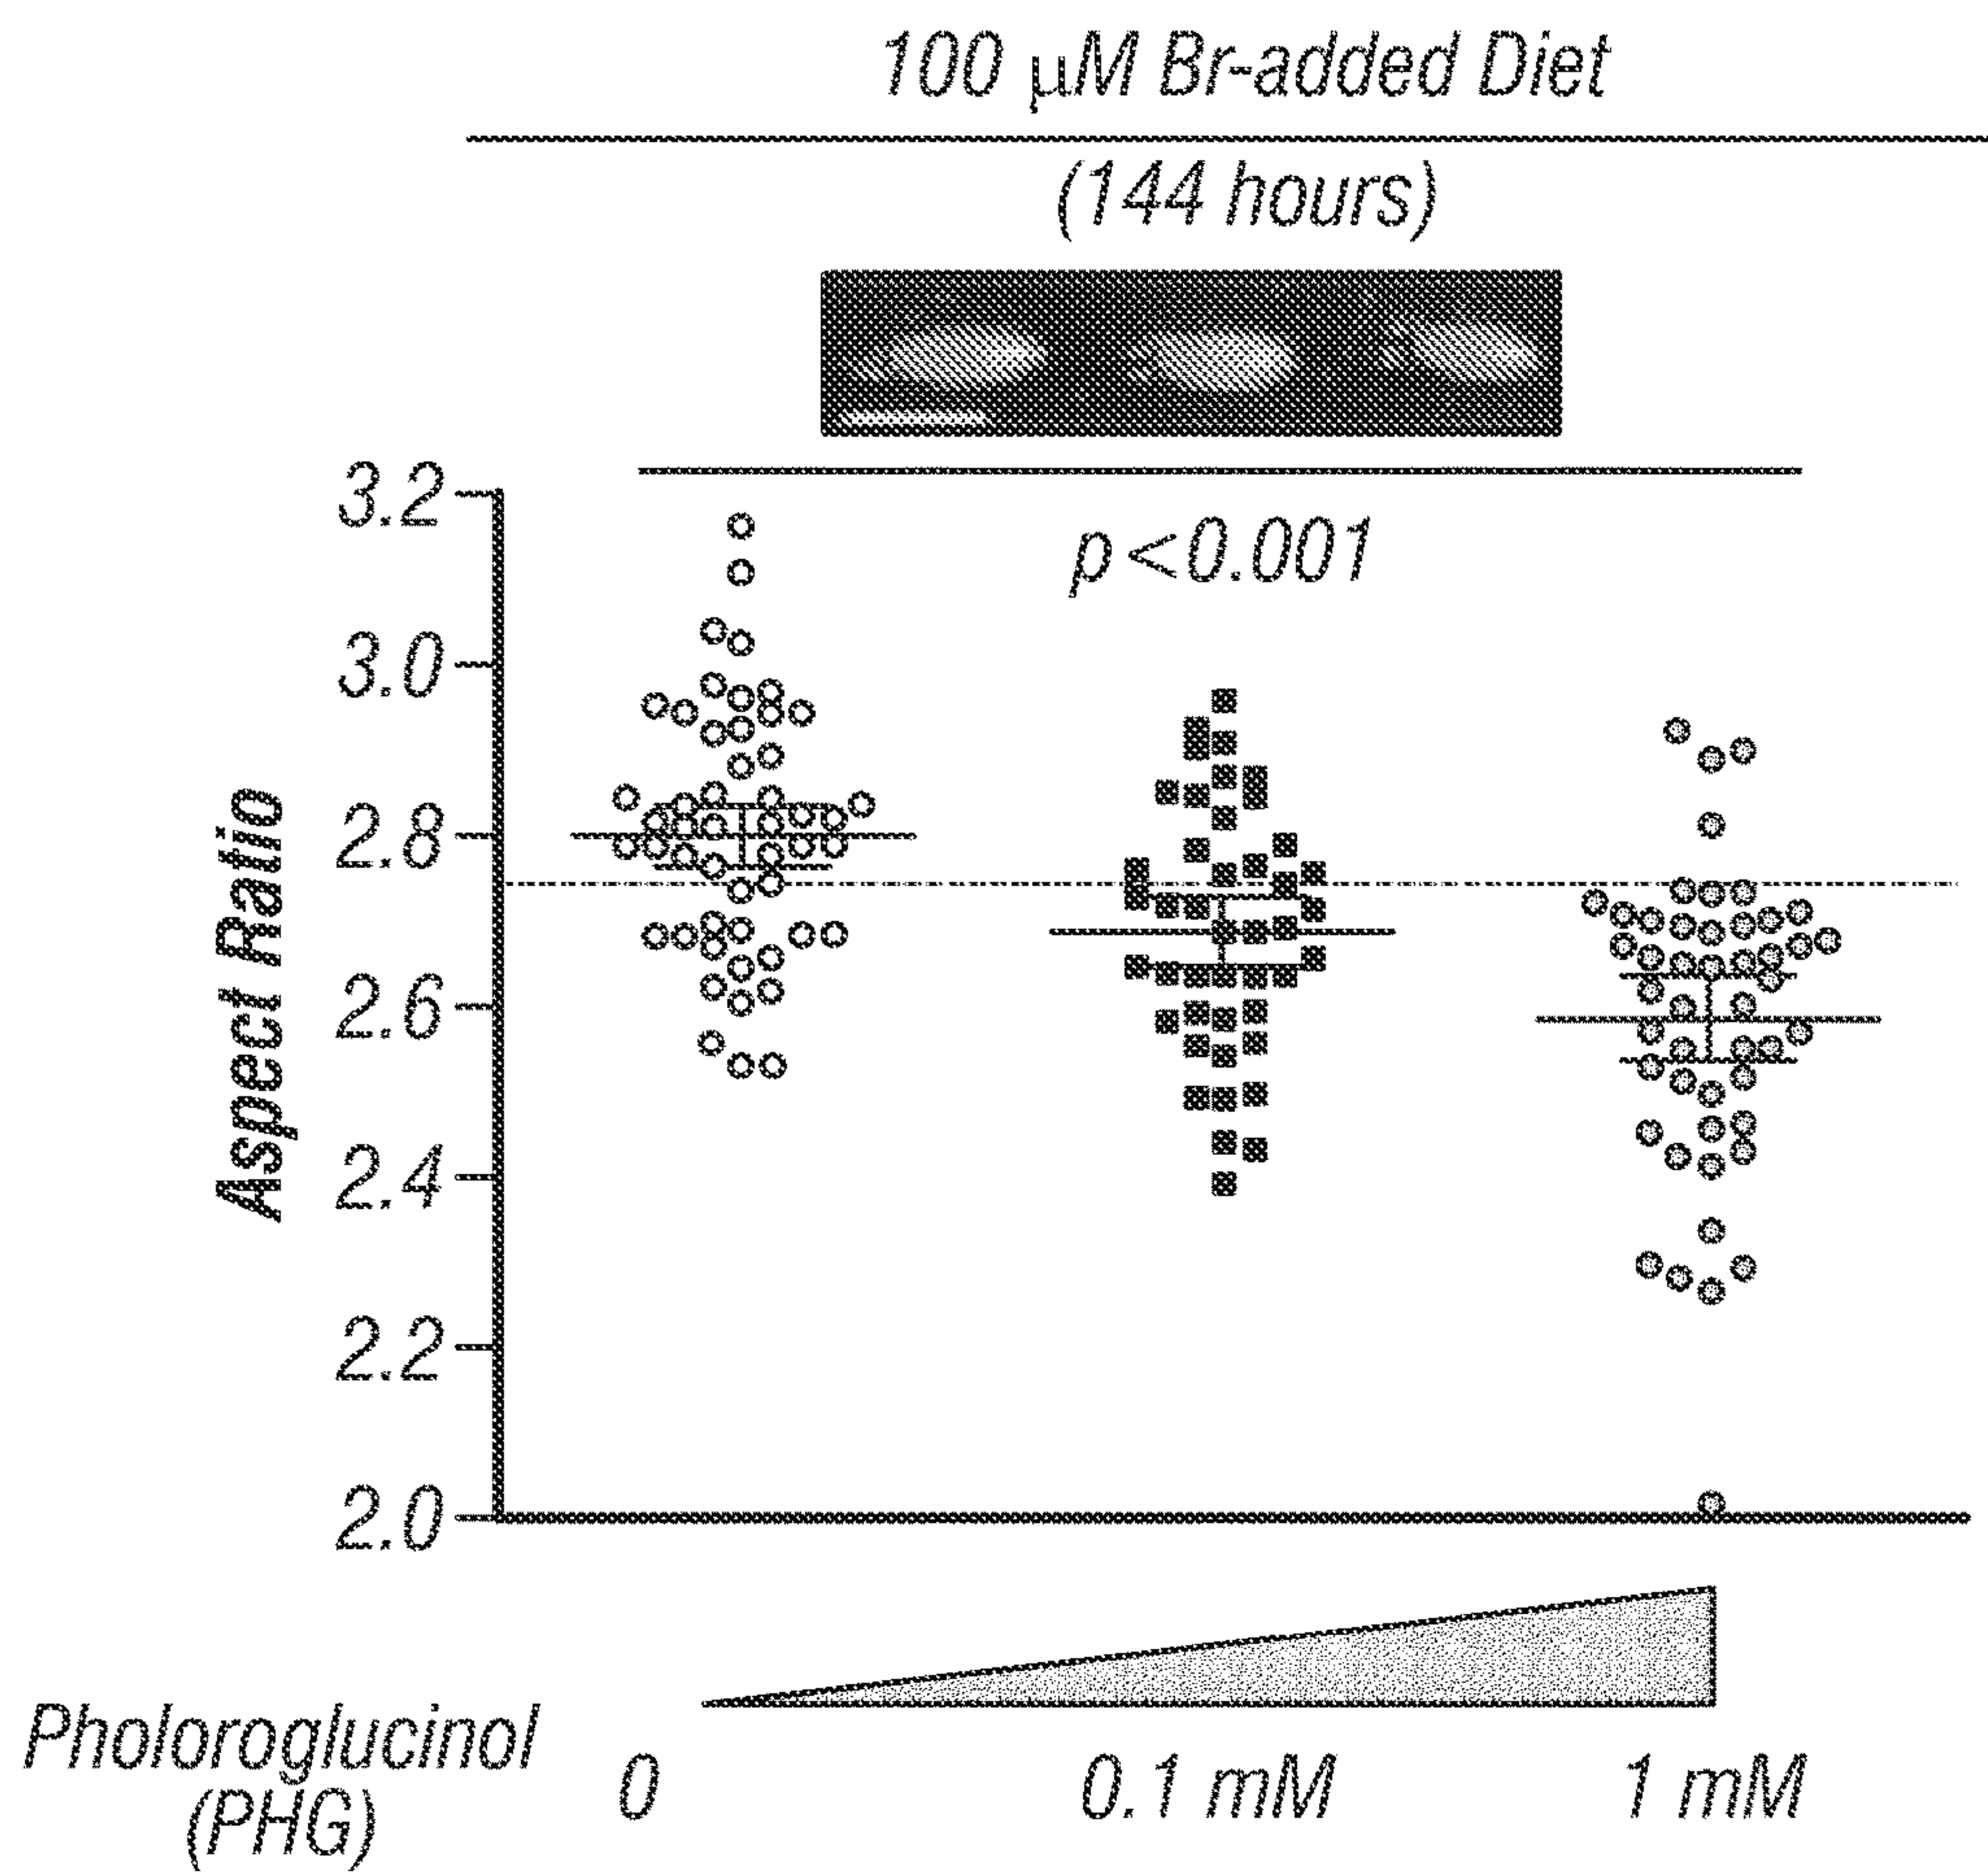 100 µM Br-added Diet
(144 hours)
p<0.001
Aspect Ratio
3.2
3.0
2.8
2.6
2.4
2.2
2.0
Pholoroglucinol
(PHG)
0
0.1 mM
1 mM